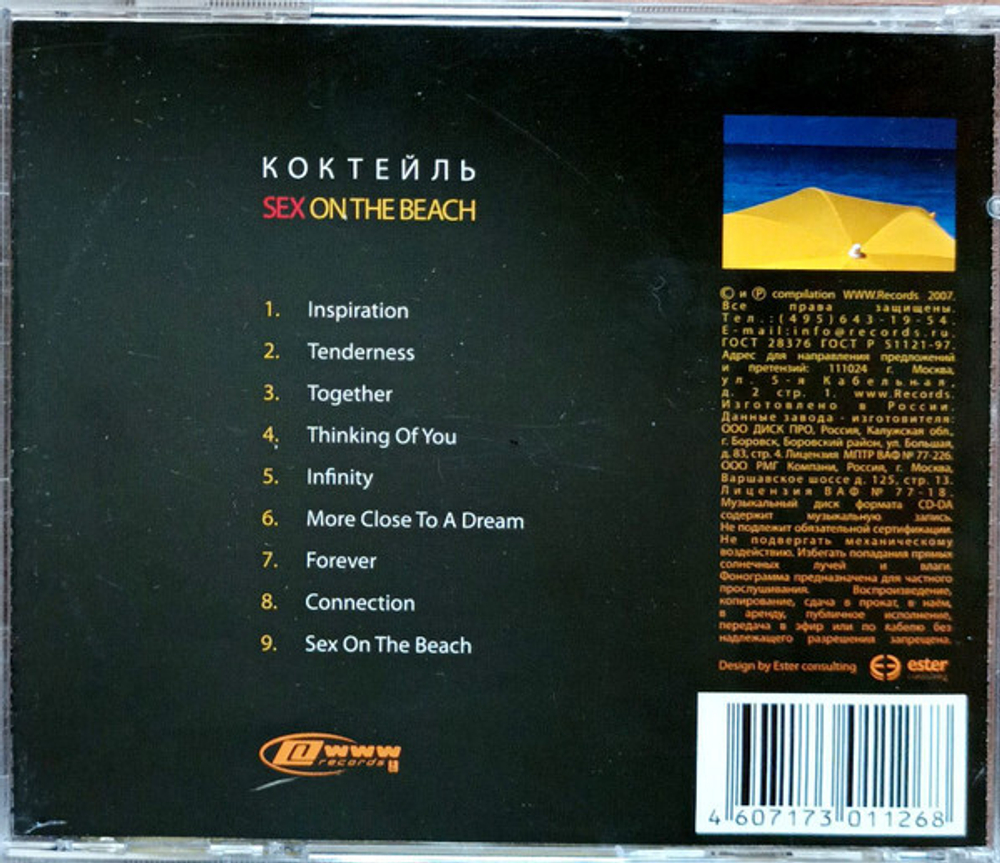 КОКТЕЙЛЬ
SEX ON THE BEACH
1. Inspiration
2. Tenderness
3. Together
4. Thinking Of You
5. Infinity
6. More Close To A Dream
7. Forever
8. Connection
9. Sex On The Beach
@www
records
© и ℗ compilation WWW.Records 2007.
Все права защищены.
Тел.:(495)643-19-54.
E-mail:info@records.ru.
ГОСТ 28376 ГОСТ Р 51121-97.
Адрес для направления предложений
и претензий: 111024 г. Москва,
ул. 5-я Кабельная,
д. 2 стр. 1. www.Records.
Изготовлено в России.
Данные завода - изготовителя:
ООО ДИСК ПРО, Россия, Калужская обл.,
г. Боровск, Боровский район, ул. Большая,
д. 83, стр. 4. Лицензия МПТР ВАФ № 77-226.
ООО РМГ Компани, Россия, г. Москва,
Варшавское шоссе д. 125, стр. 13.
Лицензия ВАФ № 77-18.
Музыкальный диск формата CD-DA
содержит музыкальную запись.
Не подлежит обязательной сертификации.
Не подвергать механическому
воздействию. Избегать попадания прямых
солнечных лучей и влаги.
Фонограмма предназначена для частного
прослушивания. Воспроизведение,
копирование, сдача в прокат, в наём,
в аренду, публичное исполнение,
передача в эфир или по кабелю без
надлежащего разрешения запрещена.
Design by Ester consulting
ester
consulting
4 607173 011268